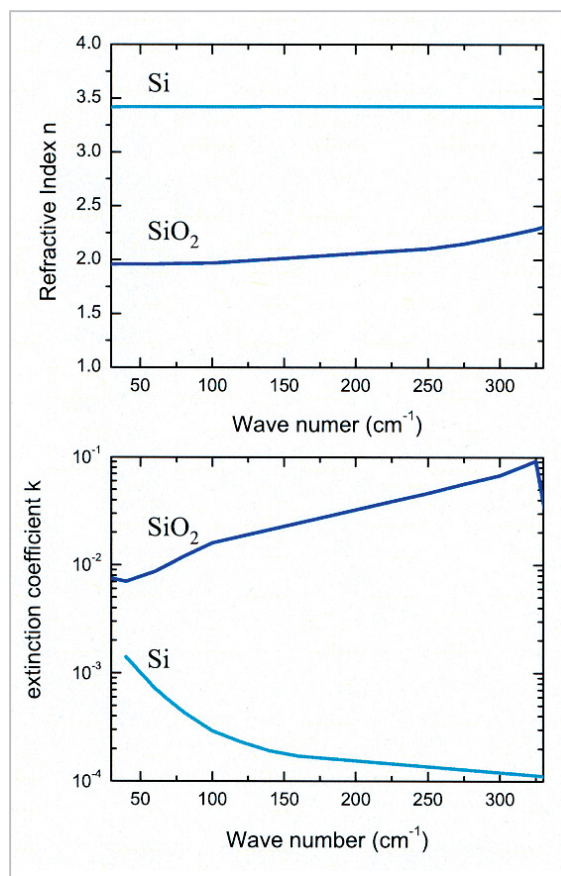 4.0
Si
3.5
3.0
2.5
SiO₂
2.0
1.5
1.0
50 100 150 200 250 300
Refractive Index n
Wave numer (cm⁻¹)
10⁻¹
SiO₂
10⁻²
Si
10⁻³
10⁻⁴
50 100 150 200 250 300
extinction coefficient k
Wave number (cm⁻¹)